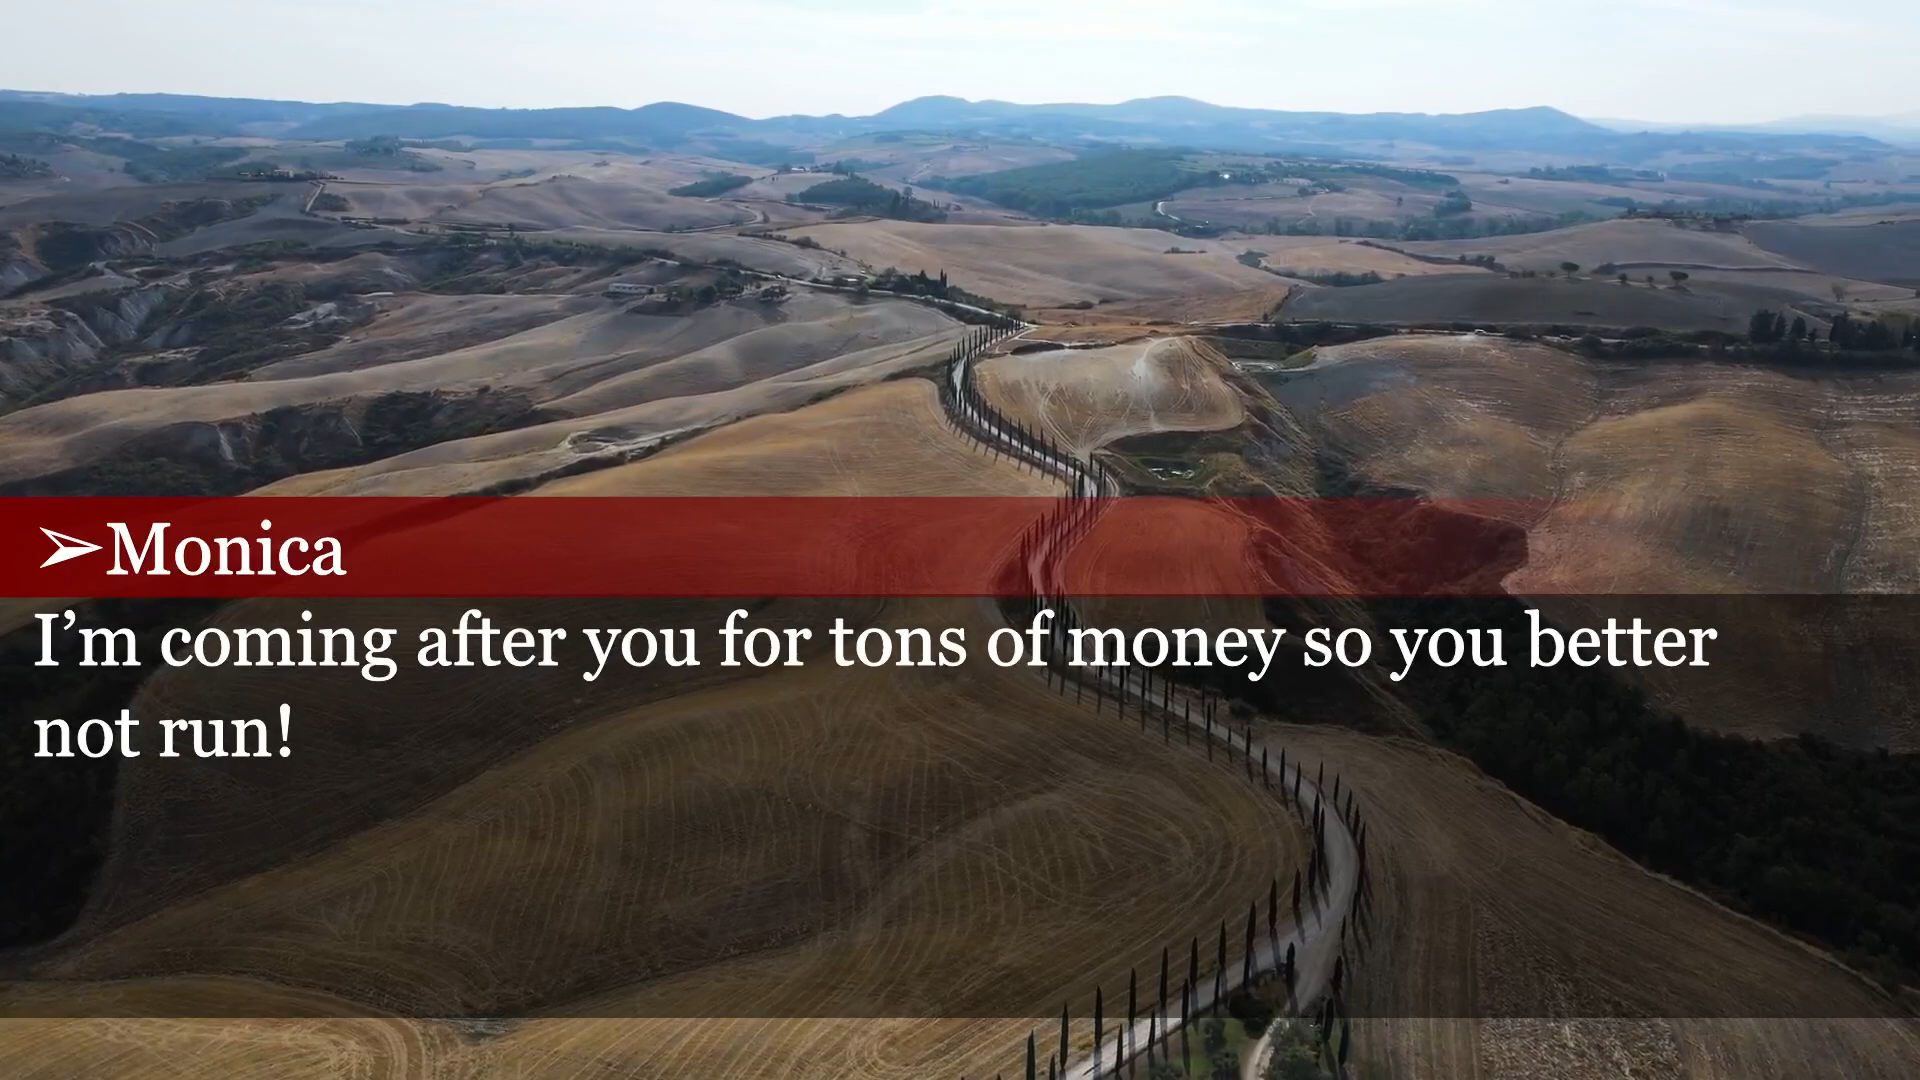 ➢Monica
I’m coming after you for tons of money so you better
not run!